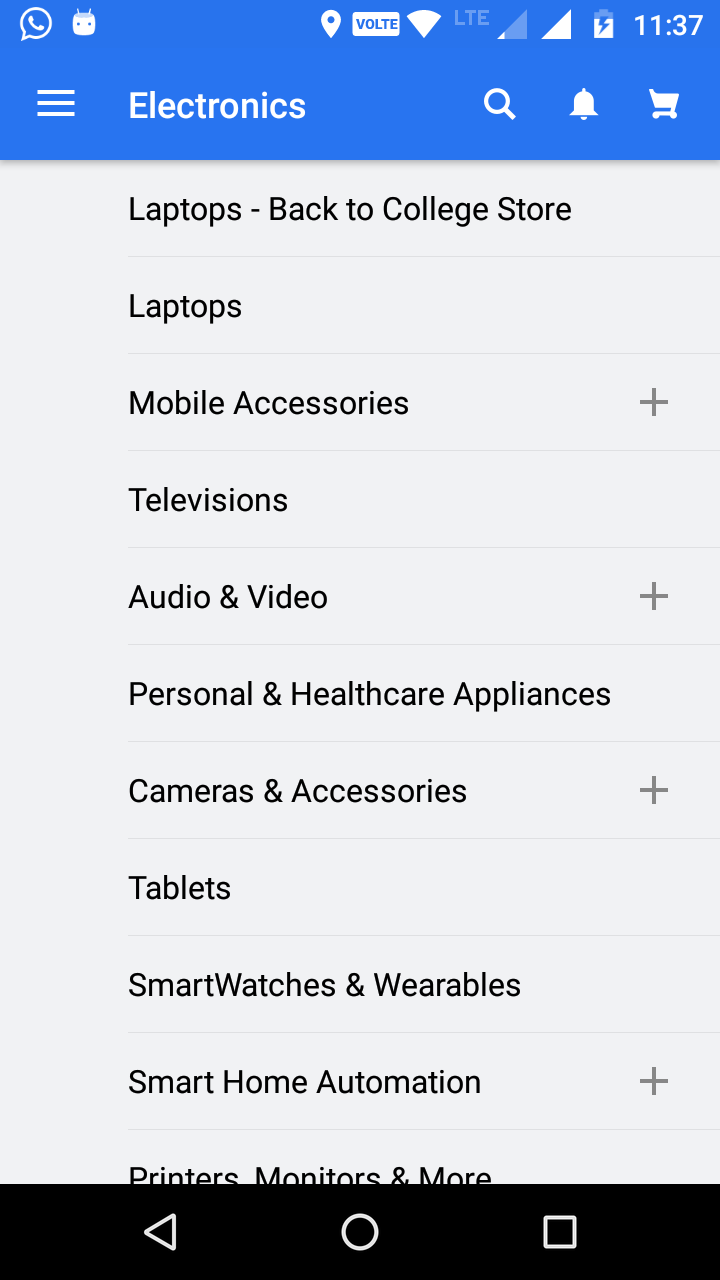 VOLTE LTE 11:37
Electronics
Laptops - Back to College Store
Laptops
Mobile Accessories
Televisions
Audio & Video
Personal & Healthcare Appliances
Cameras & Accessories
Tablets
SmartWatches & Wearables
Smart Home Automation
Printers, Monitors & More